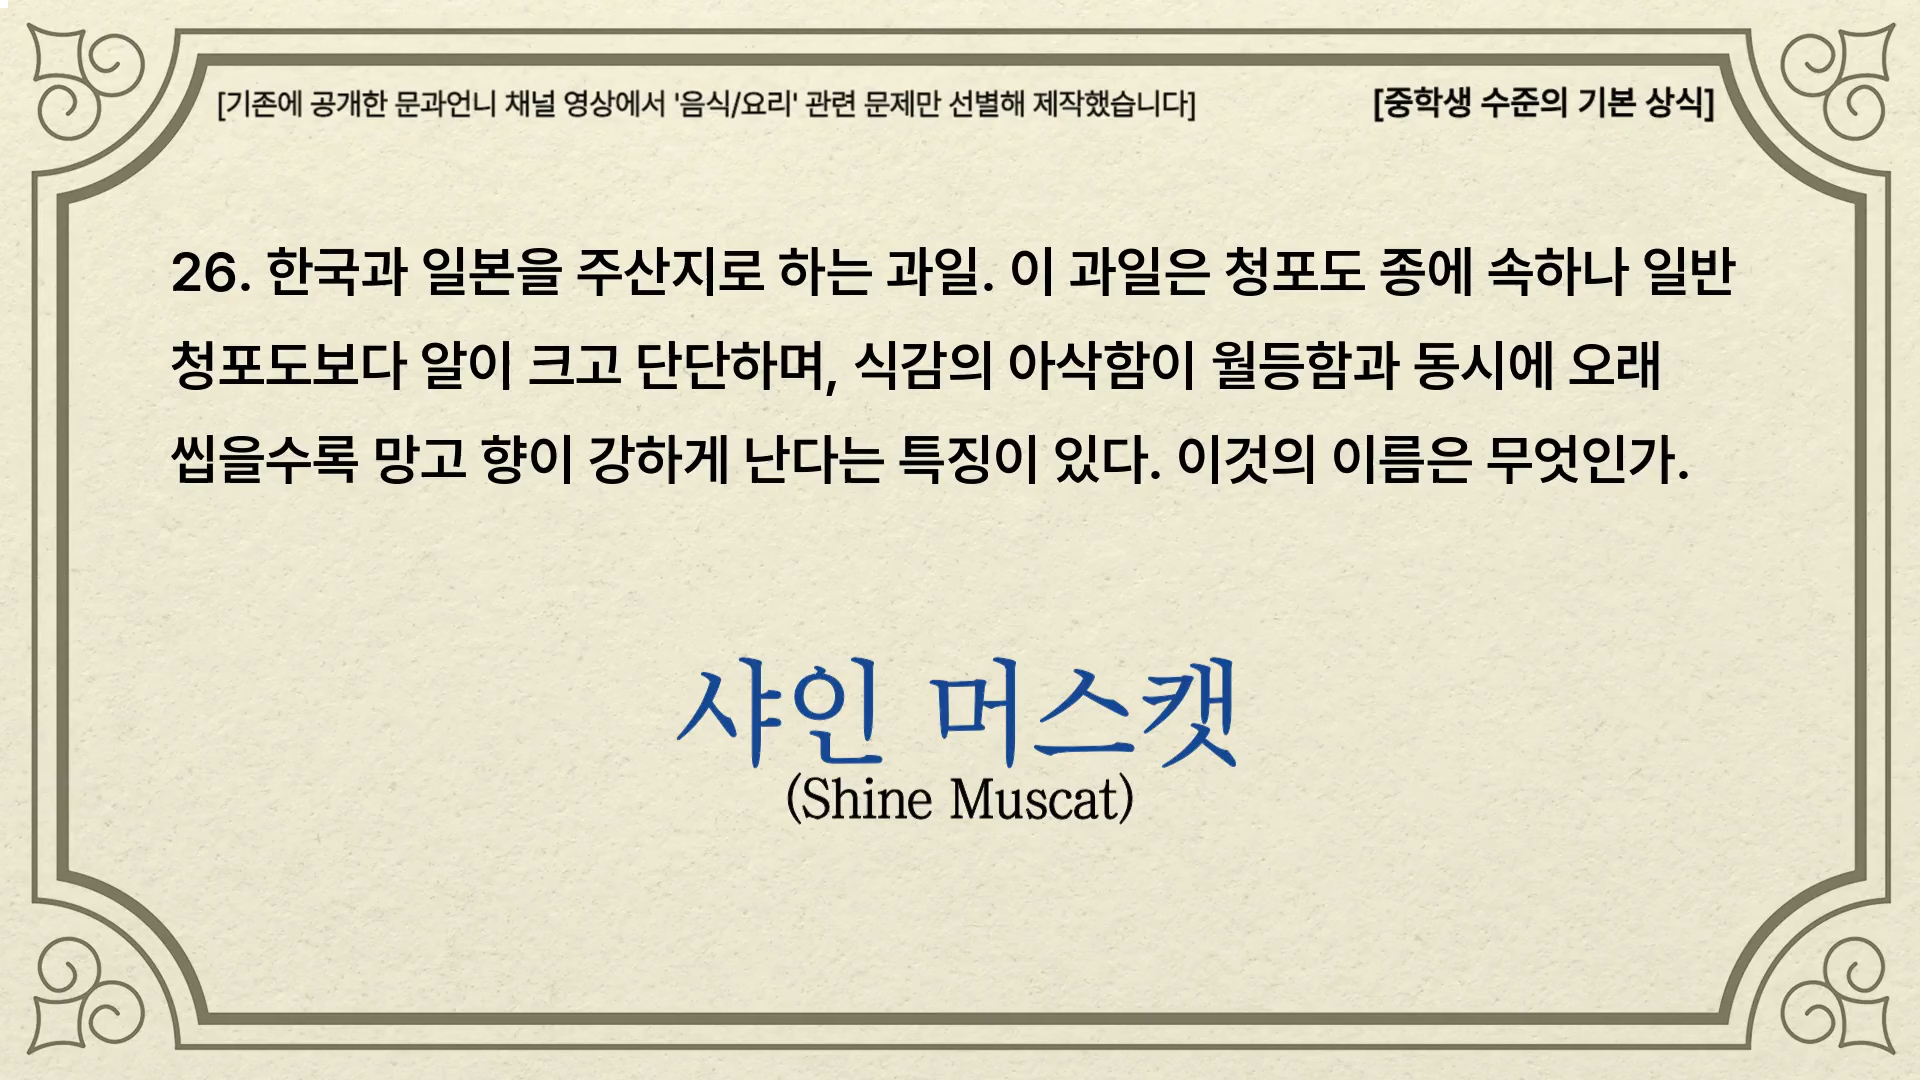 [기존에 공개한 문과언니 채널 영상에서 '음식/요리' 관련 문제만 선별해 제작했습니다]
[중학생 수준의 기본 상식]
26. 한국과 일본을 주산지로 하는 과일. 이 과일은 청포도 종에 속하나 일반
청포도보다 알이 크고 단단하며, 식감의 아삭함이 월등함과 동시에 오래
씹을수록 망고 향이 강하게 난다는 특징이 있다. 이것의 이름은 무엇인가.
샤인 머스캣
(Shine Muscat)